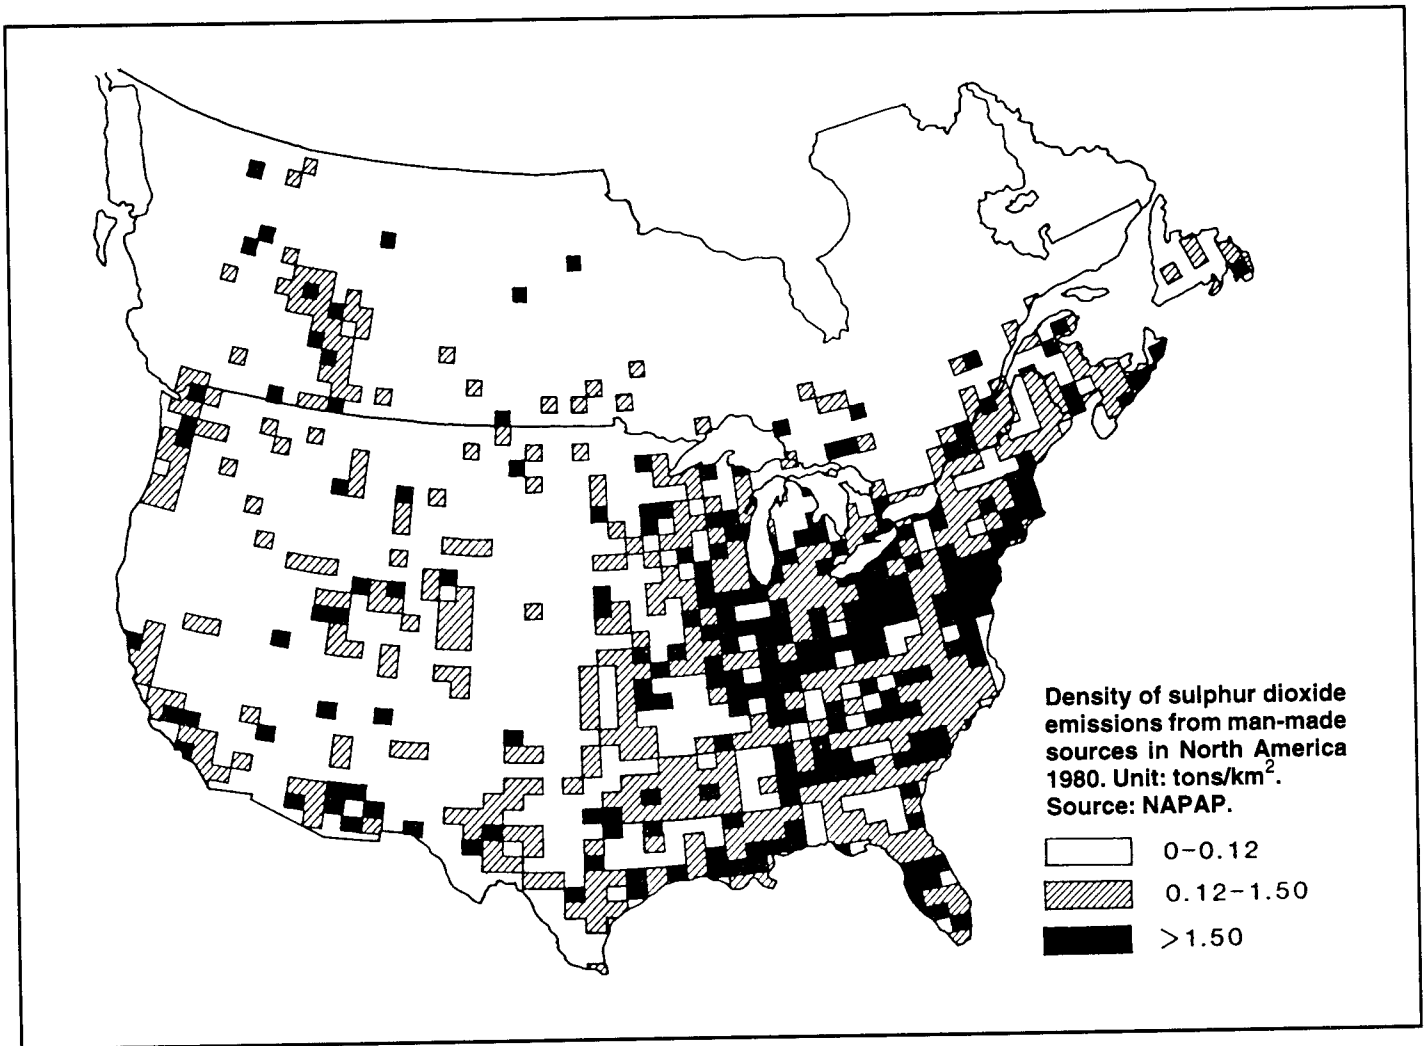 Density of sulphur dioxide
emissions from man-made
sources in North America
1980. Unit: tons/km².
Source: NAPAP.
0-0.12
0.12-1.50
>1.50